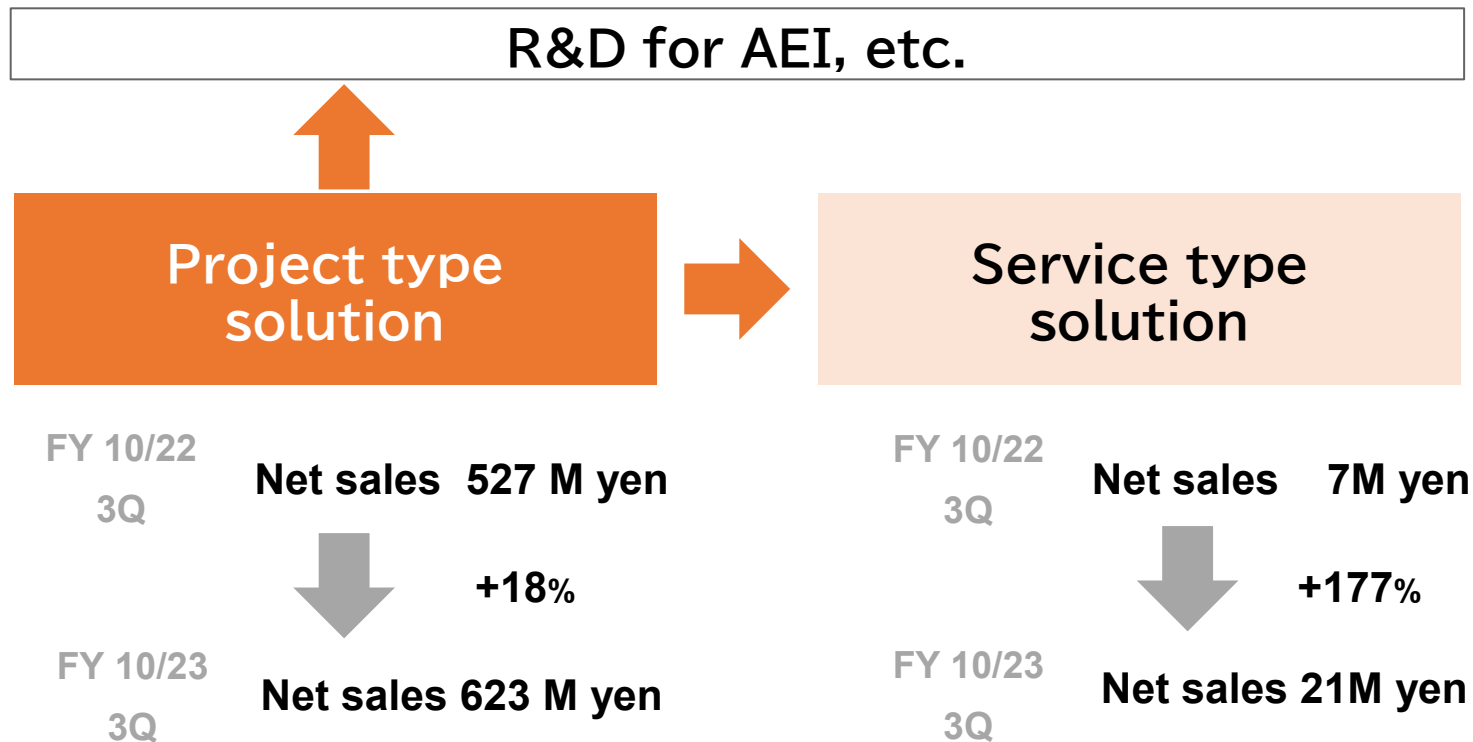 R&D for AEI, etc.
Project type
solution
Service type
solution
FY 10/22
3Q
Net sales 527 M yen
+18%
FY 10/23
3Q
Net sales 623 M yen
FY 10/22
3Q
Net sales 7M yen
+177%
FY 10/23
3Q
Net sales 21M yen